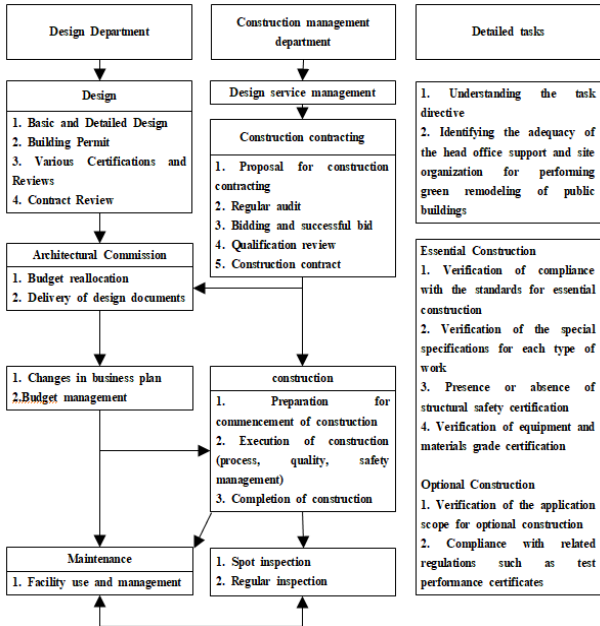 Design Department
Design
1. Basic and Detailed Design
2. Building Permit
3. Various Certifications and
Reviews
4. Contract Review
Architectural Commission
1. Budget reallocation
2. Delivery of design documents
1. Changes in business plan
2.Budget management
Maintenance
1. Facility use and management
Construction management
department
Design service management
Construction contracting
1. Proposal for construction
contracting
2. Regular audit
3. Bidding and successful bid
4. Qualification review
5. Construction contract
construction
1. Preparation for
commencement of construction
2. Execution of construction
(process, quality, safety
management)
3. Completion of construction
1. Spot inspection
2. Regular inspection
Detailed tasks
1. Understanding the task
directive
2. Identifying the adequacy of
the head office support and site
organization for performing
green remodeling of public
buildings
Essential Construction
1. Verification of compliance
with the standards for essential
construction
2. Verification of the special
specifications for each type of
work
3. Presence or absence of
structural safety certification
4. Verification of equipment and
materials grade certification
Optional Construction
1. Verification of the application
scope for optional construction
2. Compliance with related
regulations such as test
performance certificates